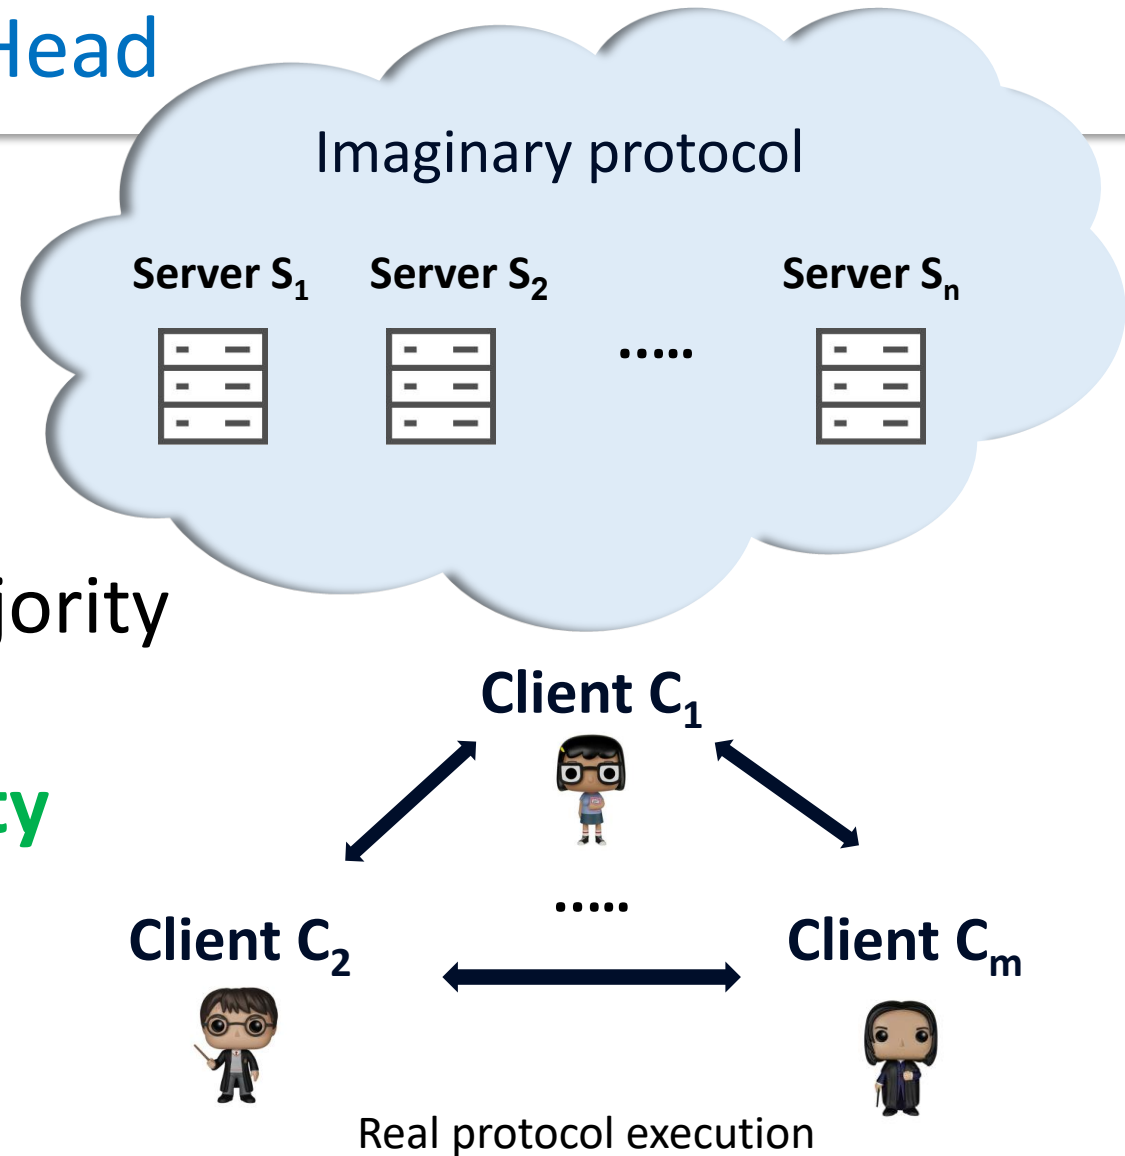 Head
Imaginary protocol
Server S1 Server S2 Server Sn
.....
jority
Client C1
ty
.....
Client C2 Client Cm
Real protocol execution